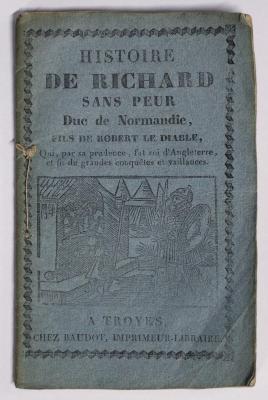 HISTOIRE
DE RICHARD
SANS PEUR
Duc de Normandie,
FILS DE ROBERT LE DIABLE,
Qui, par sa prudence, fut roi d'Angleterre,
et fit de grandes conquêtes et vaillances.
A TROYES,
CHEZ BAUDOT, IMPRIMEUR-LIBRAIRE.